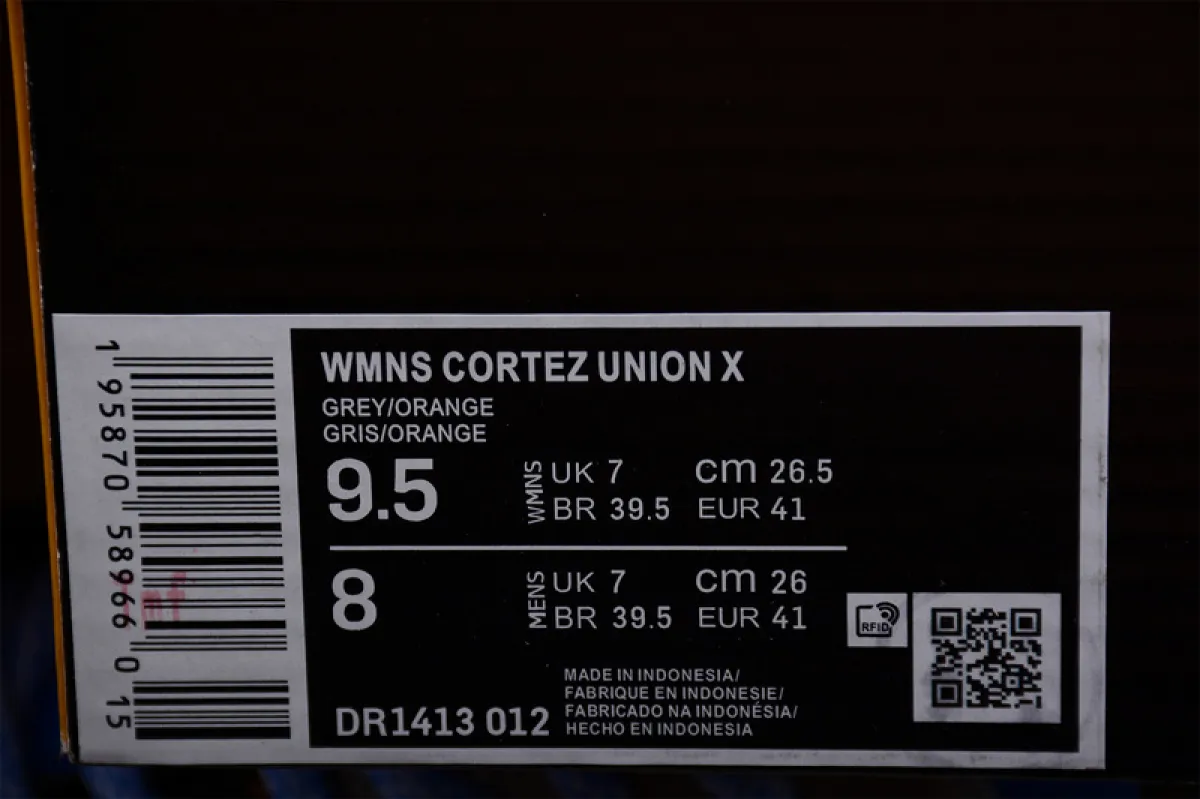 1 95870 58966 0 15
WMNS CORTEZ UNION X
GREY/ORANGE
GRIS/ORANGE
9.5
WMNS
UK 7 cm 26.5
BR 39.5 EUR 41
8
MENS
UK 7 cm 26
BR 39.5 EUR 41
RFID
MADE IN INDONESIA/
FABRIQUE EN INDONESIE/
FABRICADO NA INDONÉSIA/
HECHO EN INDONESIA
DR1413 012